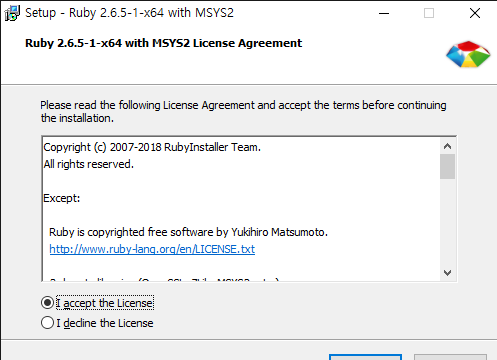 Setup - Ruby 2.6.5-1-x64 with MSYS2
Ruby 2.6.5-1-x64 with MSYS2 License Agreement
Please read the following License Agreement and accept the terms before continuing
the installation.
Copyright (c) 2007-2018 RubyInstaller Team.
All rights reserved.
Except:
Ruby is copyrighted free software by Yukihiro Matsumoto.
http://www.ruby-lang.org/en/LICENSE.txt
I accept the License
I decline the License